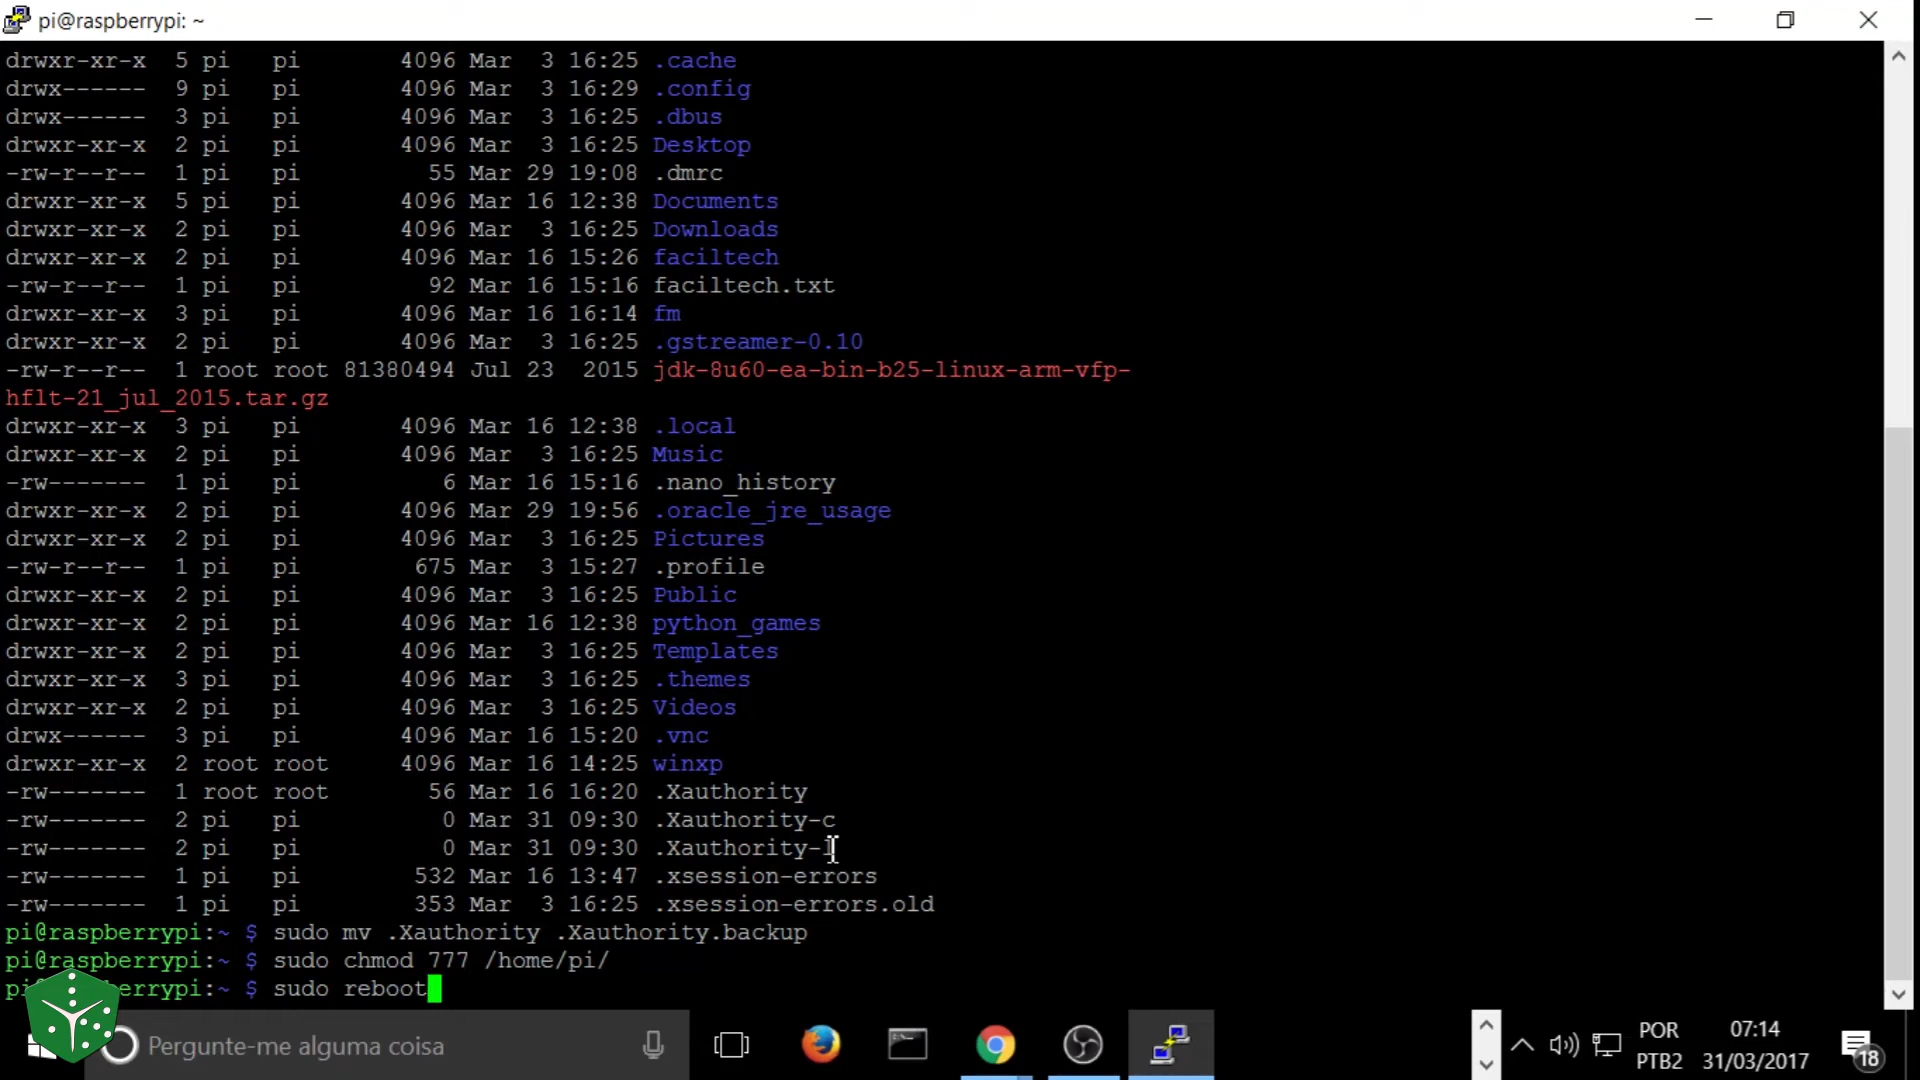 pi@raspberrypi: ~
drwxr-xr-x 5 pi pi 4096 Mar 3 16:25 .cache
drwx------ 9 pi pi 4096 Mar 3 16:29 .config
drwx------ 3 pi pi 4096 Mar 3 16:25 .dbus
drwxr-xr-x 2 pi pi 4096 Mar 3 16:25 Desktop
-rw-r--r-- 1 pi pi 55 Mar 29 19:08 .dmrc
drwxr-xr-x 5 pi pi 4096 Mar 16 12:38 Documents
drwxr-xr-x 2 pi pi 4096 Mar 3 16:25 Downloads
drwxr-xr-x 2 pi pi 4096 Mar 16 15:26 faciltech
-rw-r--r-- 1 pi pi 92 Mar 16 15:16 faciltech.txt
drwxr-xr-x 3 pi pi 4096 Mar 16 16:14 fm
drwxr-xr-x 2 pi pi 4096 Mar 3 16:25 .gstreamer-0.10
-rw-r--r-- 1 root root 81380494 Jul 23 2015 jdk-8u60-ea-bin-b25-linux-arm-vfp-
hflt-21_jul_2015.tar.gz
drwxr-xr-x 3 pi pi 4096 Mar 16 12:38 .local
drwxr-xr-x 2 pi pi 4096 Mar 3 16:25 Music
-rw------- 1 pi pi 6 Mar 16 15:16 .nano_history
drwxr-xr-x 2 pi pi 4096 Mar 29 19:56 .oracle_jre_usage
drwxr-xr-x 2 pi pi 4096 Mar 3 16:25 Pictures
-rw-r--r-- 1 pi pi 675 Mar 3 15:27 .profile
drwxr-xr-x 2 pi pi 4096 Mar 3 16:25 Public
drwxr-xr-x 2 pi pi 4096 Mar 16 12:38 python_games
drwxr-xr-x 2 pi pi 4096 Mar 3 16:25 Templates
drwxr-xr-x 3 pi pi 4096 Mar 3 16:25 .themes
drwxr-xr-x 2 pi pi 4096 Mar 3 16:25 Videos
drwx------ 3 pi pi 4096 Mar 16 15:20 .vnc
drwxr-xr-x 2 root root 4096 Mar 16 14:25 winxp
-rw------- 1 root root 56 Mar 16 16:20 .Xauthority
-rw------- 2 pi pi 0 Mar 31 09:30 .Xauthority-c
-rw------- 2 pi pi 0 Mar 31 09:30 .Xauthority-l
-rw------- 1 pi pi 532 Mar 16 13:47 .xsession-errors
-rw------- 1 pi pi 353 Mar 3 16:25 .xsession-errors.old
pi@raspberrypi:~ $ sudo mv .Xauthority .Xauthority.backup
pi@raspberrypi:~ $ sudo chmod 777 /home/pi/
errypi:~ $ sudo reboot
Pergunte-me alguma coisa
POR
PTB2
07:14
31/03/2017
18